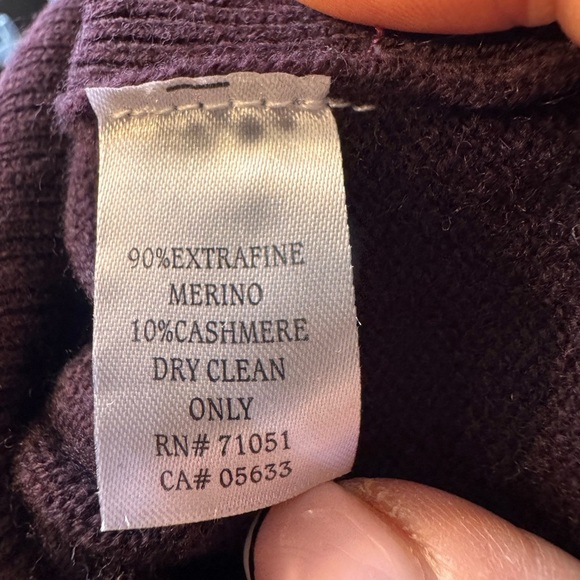 90%EXTRAFINE
MERINO
10%CASHMERE
DRY CLEAN
ONLY
RN# 71051
CA# 05633